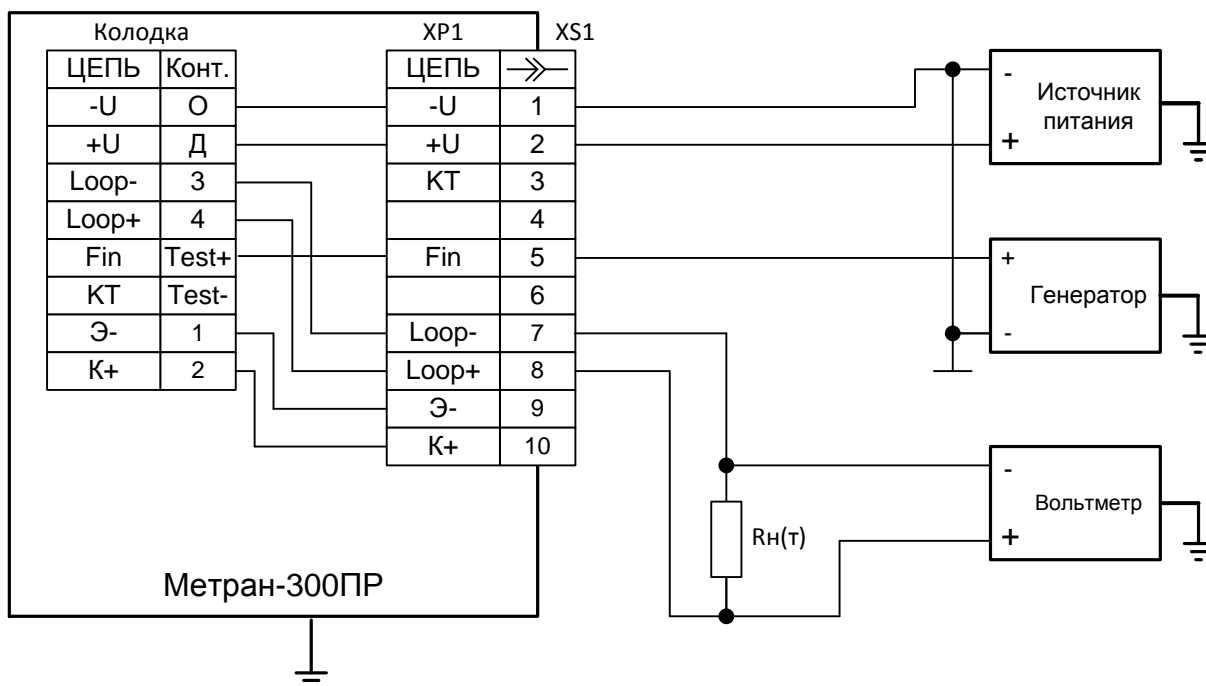 Колодка XP1 XS1
ЦЕПЬ Конт. ЦЕПЬ
-U О -U 1
+U Д +U 2
Loop- 3 КТ 3
Loop+ 4 4
Fin Test+ Fin 5
КТ Test- 6
Э- 1 Loop- 7
К+ 2 Loop+ 8
Э- 9
К+ 10
Метран-300ПР
-
Источник
питания
+
+
Генератор
-
-
Вольтметр
+
Rн(т)